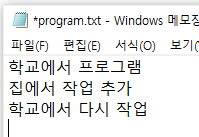 *program.txt - Windows 메모장
파일(F) 편집(E) 서식(O) 보기
학교에서 프로그램
집에서 작업 추가
학교에서 다시 작업